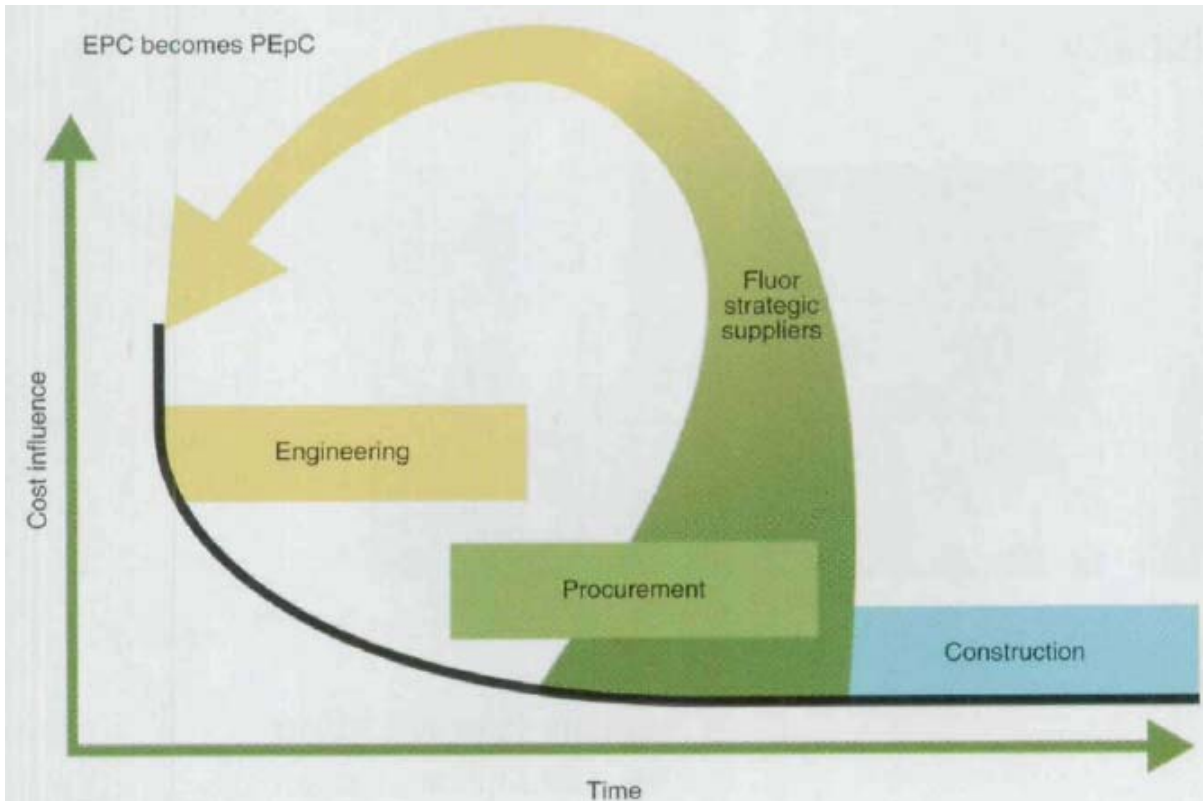 EPC becomes PEpC
Cost influence
Fluor
strategic
suppliers
Engineering
Procurement
Construction
Time